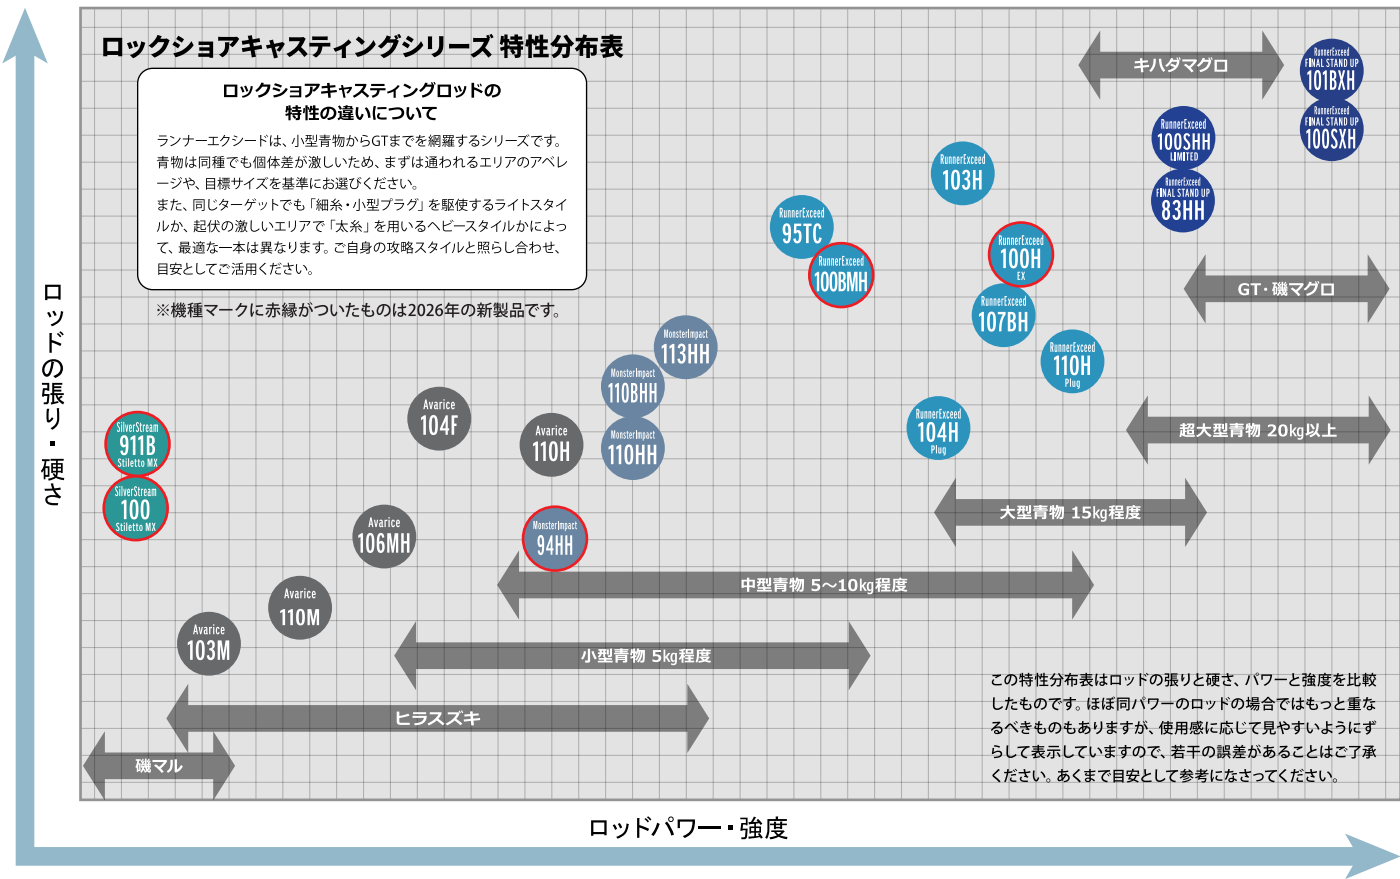 ロックショアキャスティングシリーズ 特性分布表
ロックショアキャスティングロッドの
特性の違いについて
ランナーエクシードは、小型青物からGTまでを網羅するシリーズです。
青物は同種でも個体差が激しいため、まずは通われるエリアのアベレ
ージや、目標サイズを基準にお選びください。
また、同じターゲットでも「細糸・小型プラグ」を駆使するライトスタイ
ルか、起伏の激しいエリアで「太糸」を用いるヘビースタイルかによっ
て、最適な一本は異なります。ご自身の攻略スタイルと照らし合わせ、
目安としてご活用ください。
※機種マークに赤縁がついたものは2026年の新製品です。
キハダマグロ
RunnerExceed
FINAL STAND UP
101BXH
RunnerExceed
FINAL STAND UP
100SXH
RunnerExceed
100SHH
LIMITED
RunnerExceed
FINAL STAND UP
83HH
RunnerExceed
103H
RunnerExceed
95TC
RunnerExceed
100BMH
RunnerExceed
100H
EX
RunnerExceed
107BH
RunnerExceed
110H
Plug
RunnerExceed
104H
Plug
GT・磯マグロ
MonsterImpact
113HH
MonsterImpact
110BHH
MonsterImpact
110HH
MonsterImpact
94HH
Avarice
104F
Avarice
110H
Avarice
106MH
Avarice
110M
Avarice
103M
SilverStream
911B
Stiletto MX
SilverStream
100
Stiletto MX
超大型青物 20kg以上
大型青物 15kg程度
中型青物 5～10kg程度
小型青物 5kg程度
ヒラスズキ
磯マル
この特性分布表はロッドの張りと硬さ、パワーと強度を比較
したものです。ほぼ同パワーのロッドの場合ではもっと重な
るべきものもありますが、使用感に応じて見やすいようにず
らして表示していますので、若干の誤差があることはご了承
ください。あくまで目安として参考になさってください。
ロッドの張り・硬さ
ロッドパワー・強度